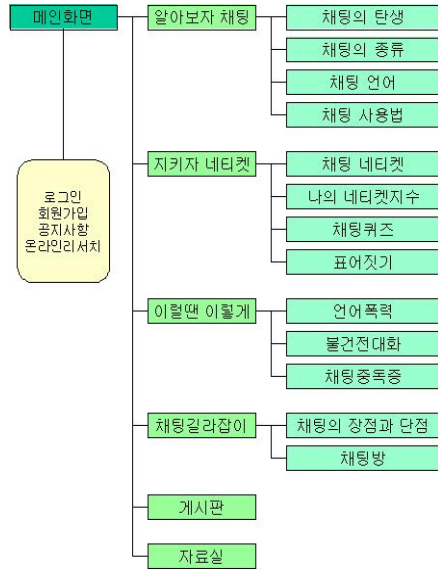 메인화면
알아보자 채팅
채팅의 탄생
채팅의 종류
채팅 언어
채팅 사용법
로그인
회원가입
공지사항
온라인리서치
지키자 네티켓
채팅 네티켓
나의 네티켓지수
채팅퀴즈
표어짓기
이럴땐 이렇게
언어폭력
불건전대화
채팅중독증
채팅길라잡이
채팅의 장점과 단점
채팅방
게시판
자료실